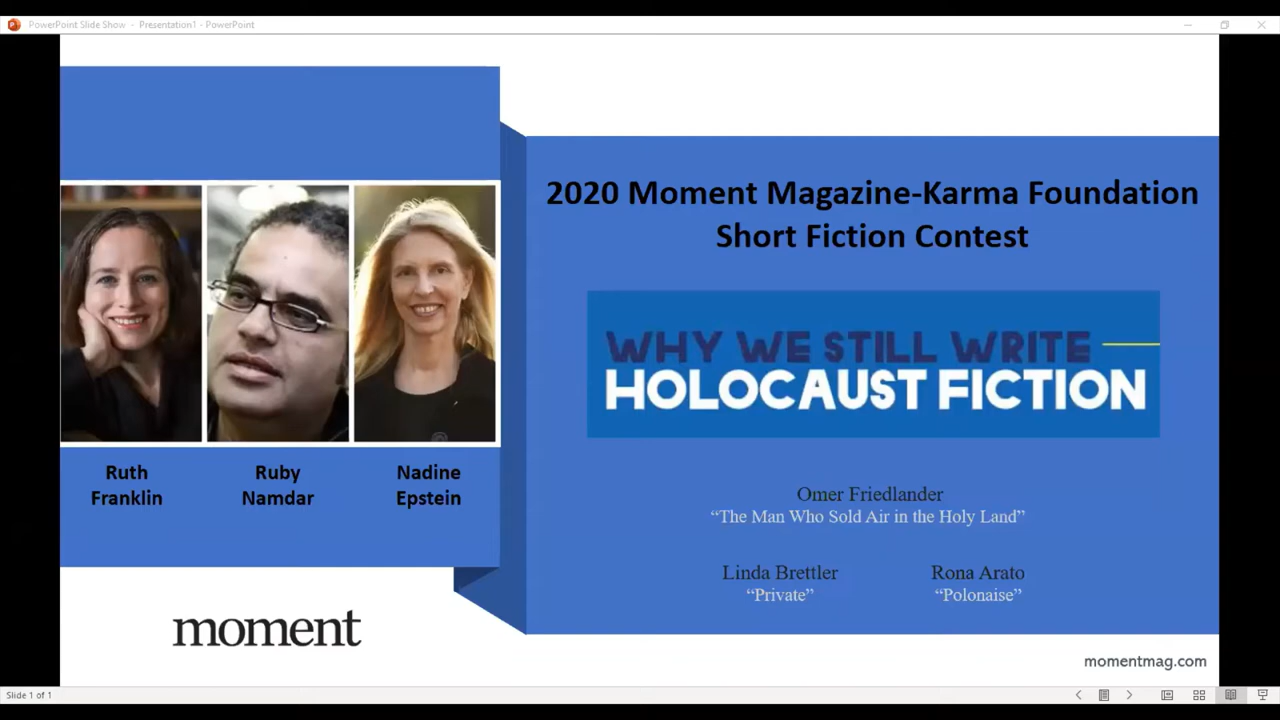 PowerPoint Slide Show - Presentation1 - PowerPoint
2020 Moment Magazine-Karma Foundation
Short Fiction Contest
WHY WE STILL WRITE
HOLOCAUST FICTION
Ruth
Franklin
Ruby
Namdar
Nadine
Epstein
Omer Friedlander
“The Man Who Sold Air in the Holy Land”
Linda Brettler
“Private”
Rona Arato
“Polonaise”
moment
momentmag.com
Slide 1 of 1